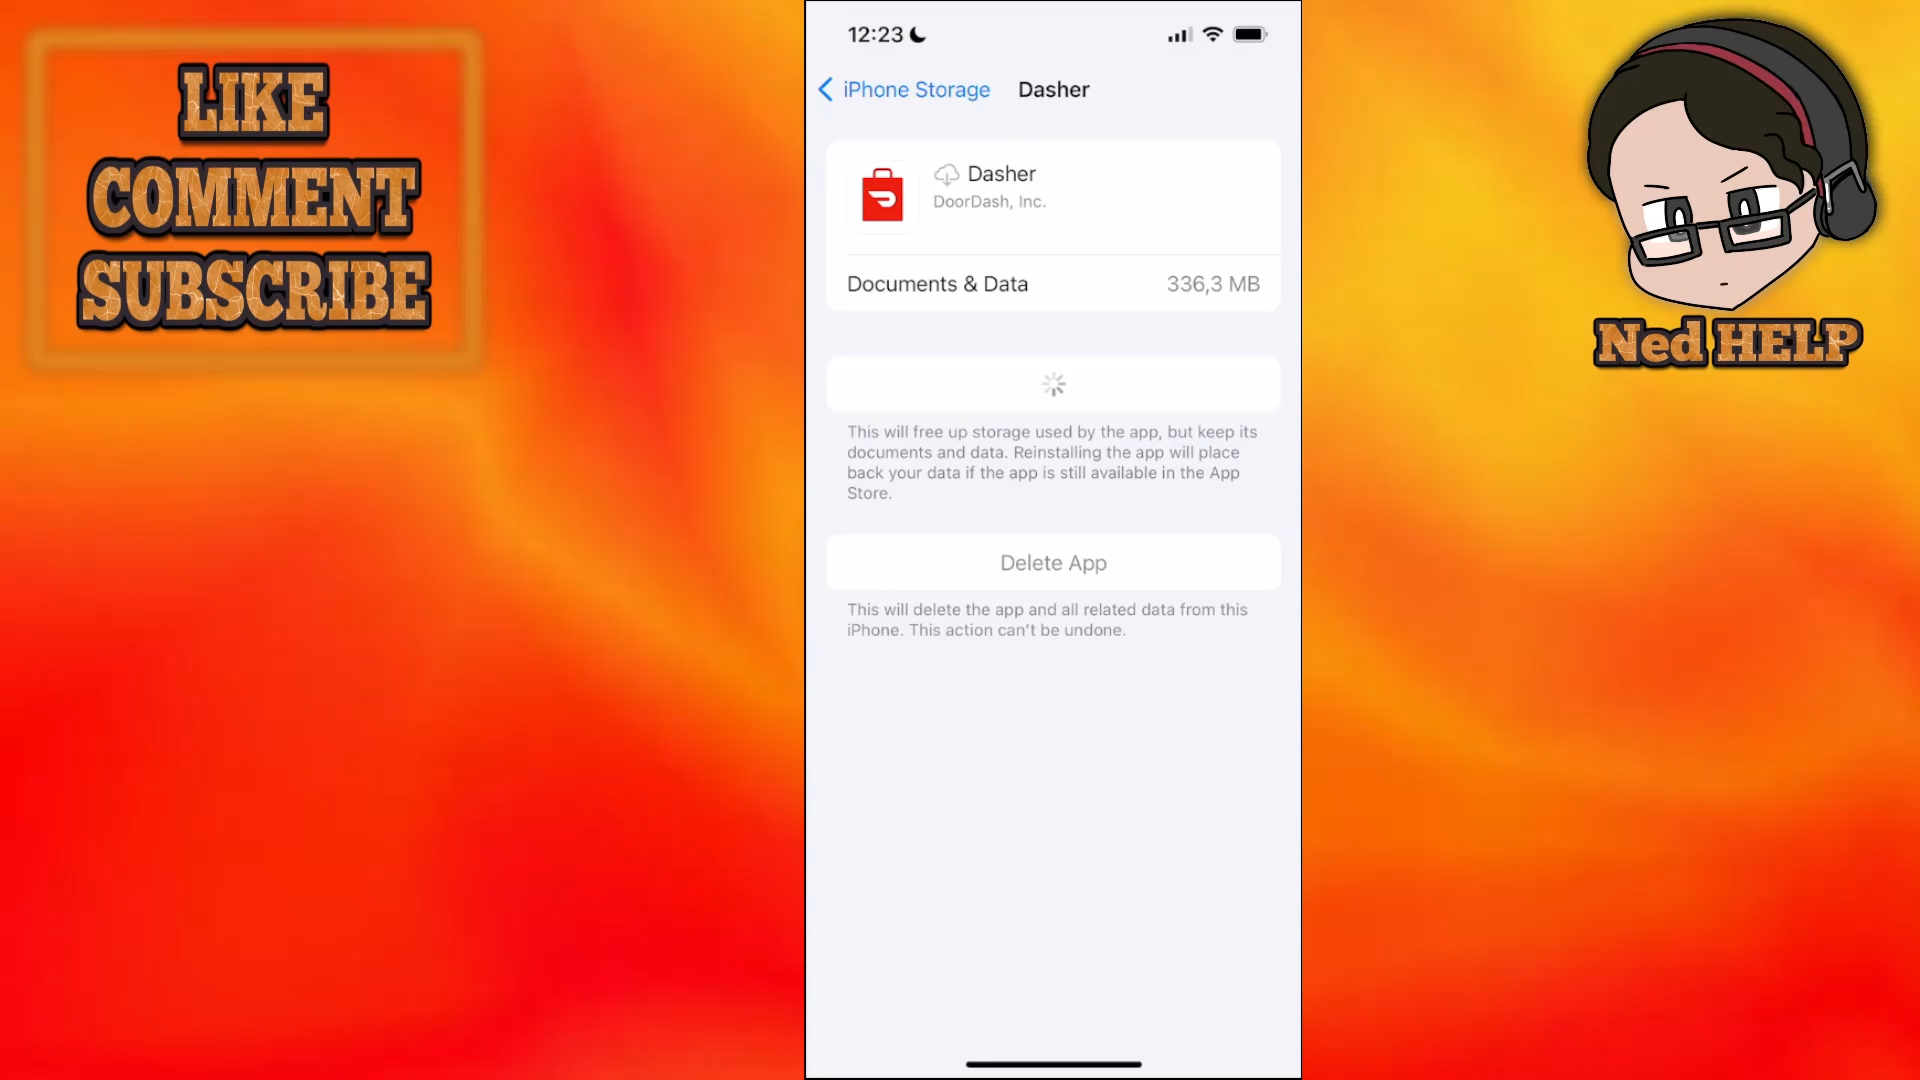 LIKE
COMMENT
SUBSCRIBE
12:23
iPhone Storage Dasher
Dasher
DoorDash, Inc.
Documents & Data 336,3 MB
This will free up storage used by the app, but keep its
documents and data. Reinstalling the app will place
back your data if the app is still available in the App
Store.
Delete App
This will delete the app and all related data from this
iPhone. This action can't be undone.
Ned HELP